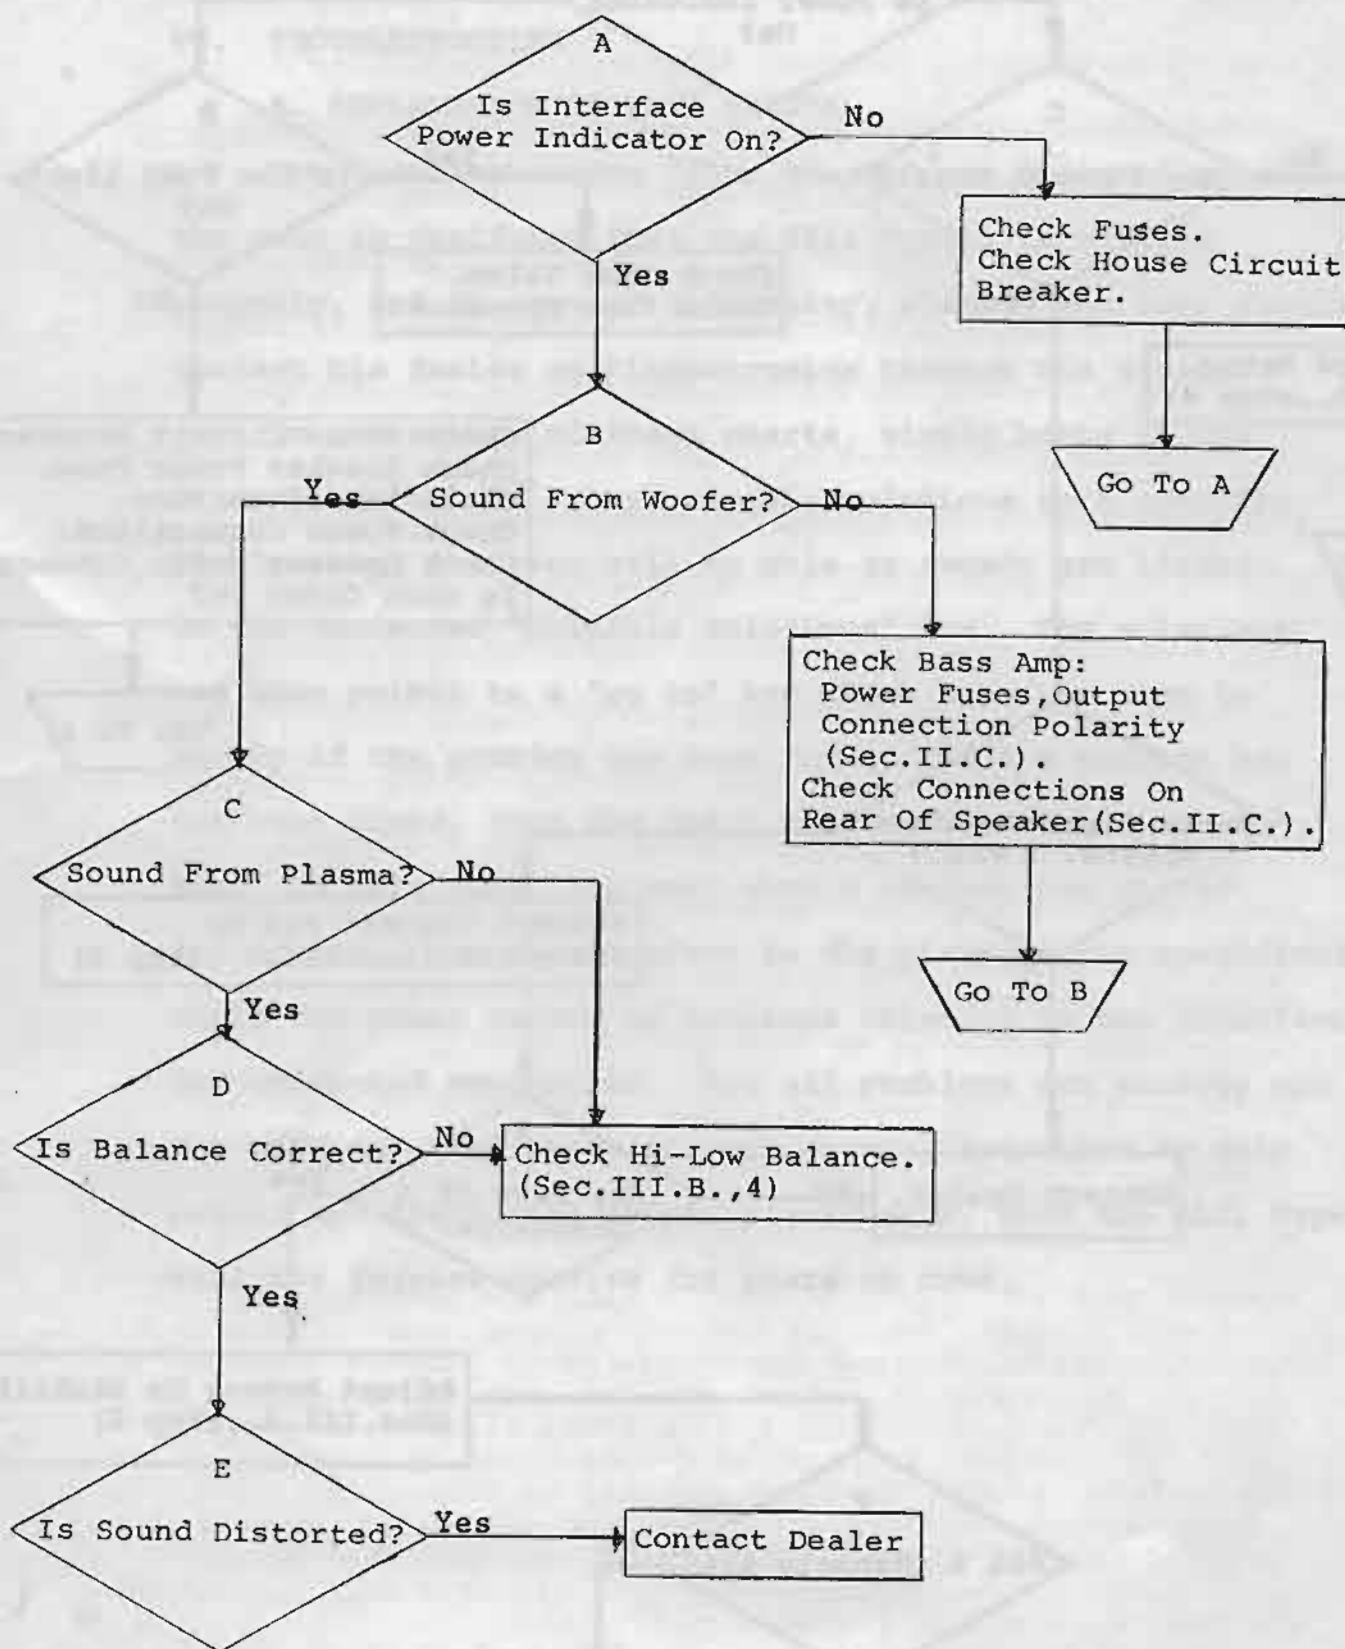 A
Is Interface
Power Indicator On?
No
Yes
Check Fuses.
Check House Circuit
Breaker.
Go To A
B
Sound From Woofer?
Yes
No
Check Bass Amp:
Power Fuses,Output
Connection Polarity
(Sec.II.C.).
Check Connections On
Rear Of Speaker(Sec.II.C.).
Go To B
C
Sound From Plasma?
No
Yes
D
Is Balance Correct?
No
Check Hi-Low Balance.
(Sec.III.B.,4)
Yes
E
Is Sound Distorted?
Yes
Contact Dealer